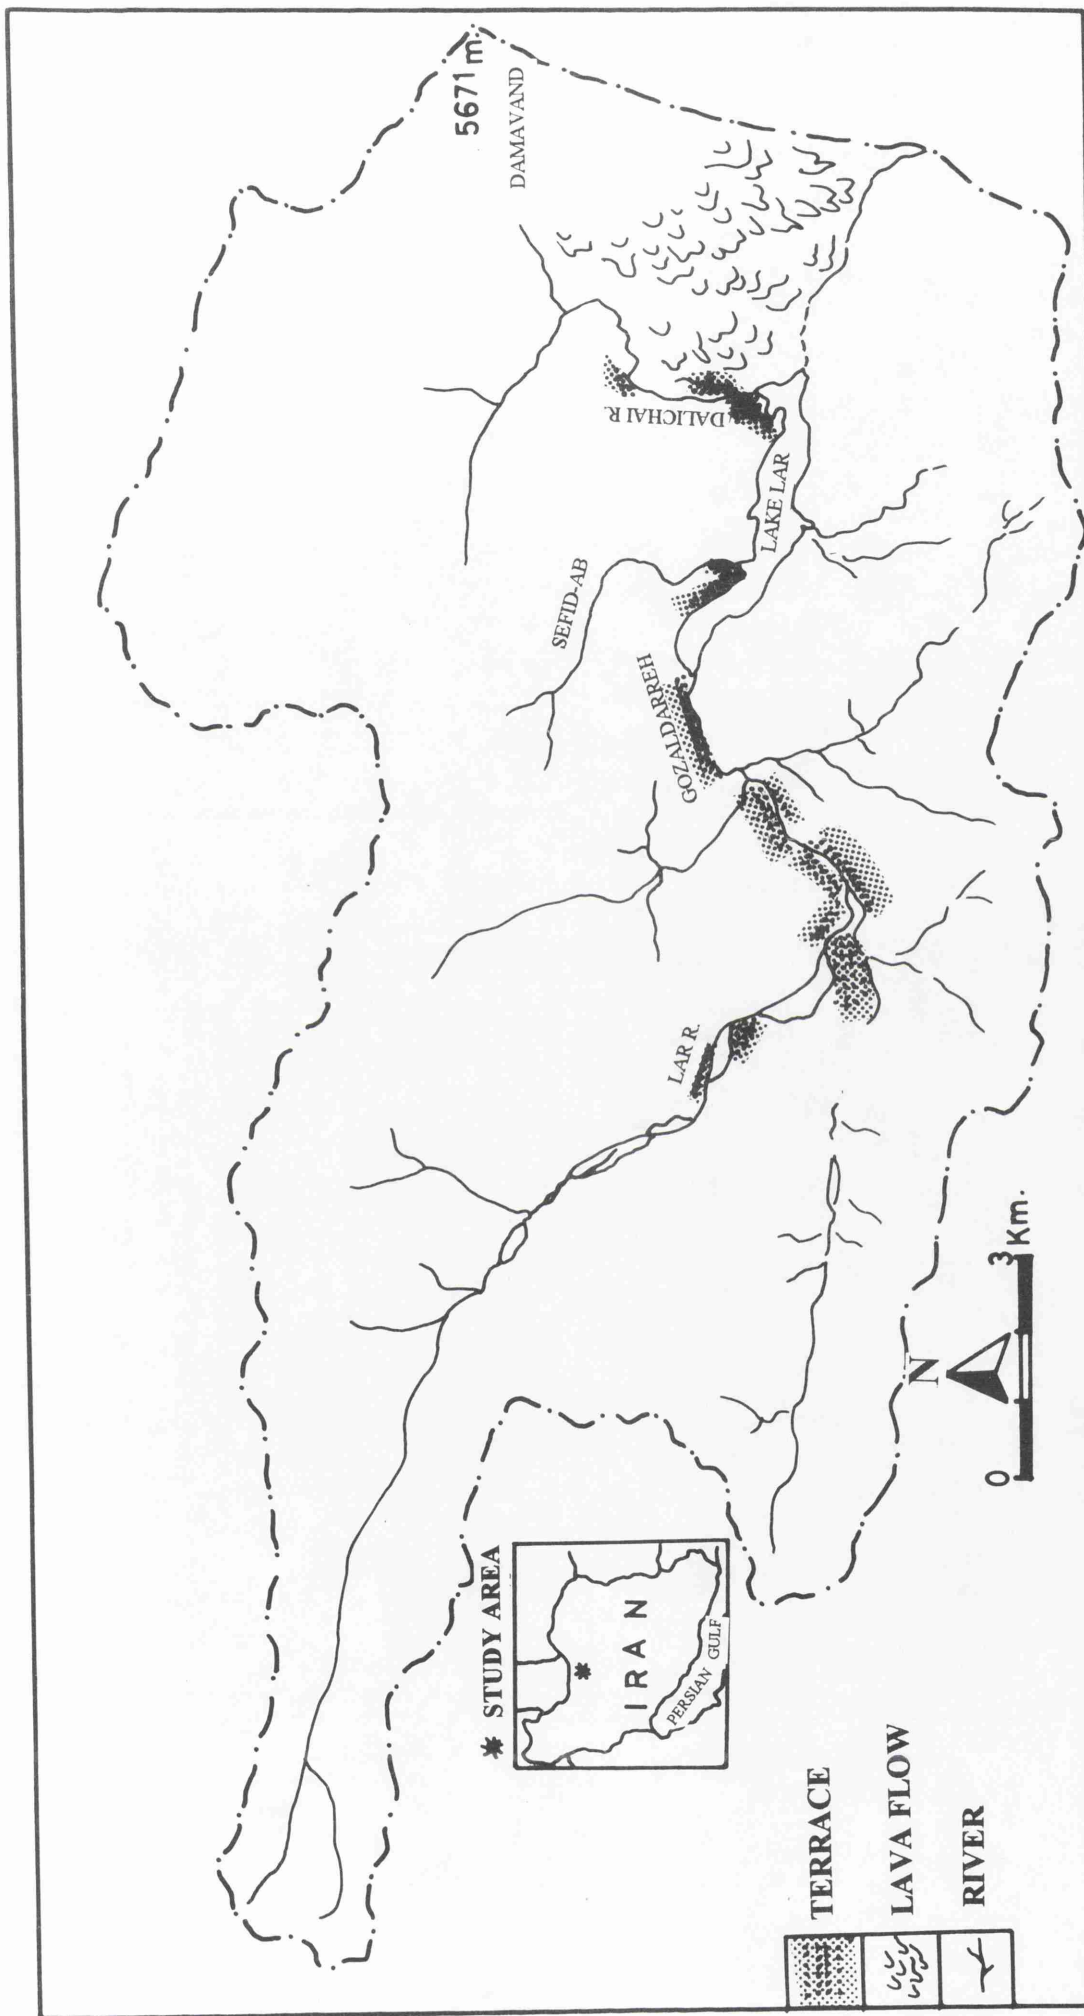 5671 m.
DAMAVAND
DALICHAI R.
LAKE LAR
SEFID-AB
GOZALDARREH
LAR R.
✷ STUDY AREA
IRAN
PERSIAN GULF
N
0 3 Km.
TERRACE
LAVA FLOW
RIVER